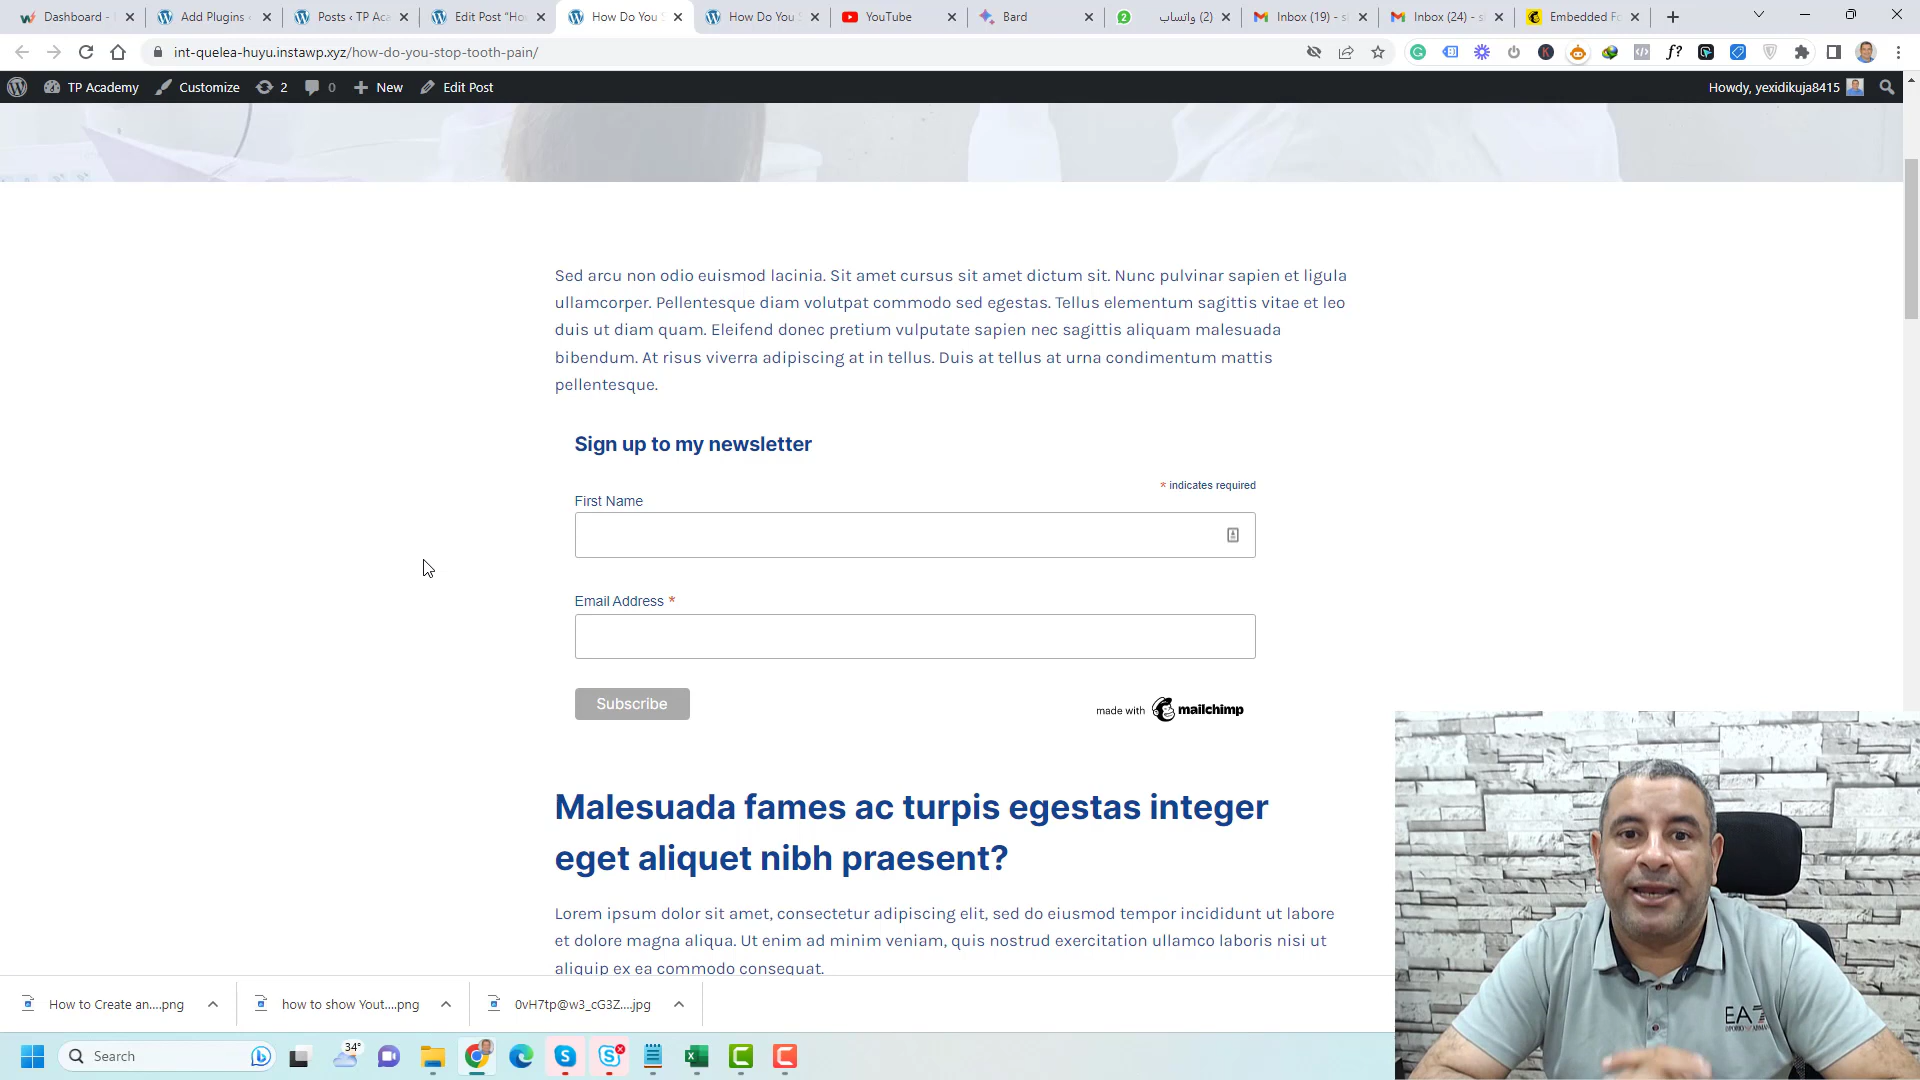 Dashboard -
Add Plugins
Posts ‹ TP Aca
Edit Post "Ho
How Do You
How Do You
YouTube
Bard
(2) واتساب
Inbox (19) - s
Inbox (24) - s
Embedded Fo
int-quelea-huyu.instawp.xyz/how-do-you-stop-tooth-pain/
TP Academy
Customize
2
0
New
Edit Post
Howdy, yexidikuja8415
Sed arcu non odio euismod lacinia. Sit amet cursus sit amet dictum sit. Nunc pulvinar sapien et ligula
ullamcorper. Pellentesque diam volutpat commodo sed egestas. Tellus elementum sagittis vitae et leo
duis ut diam quam. Eleifend donec pretium vulputate sapien nec sagittis aliquam malesuada
bibendum. At risus viverra adipiscing at in tellus. Duis at tellus at urna condimentum mattis
pellentesque.
Sign up to my newsletter
* indicates required
First Name
Email Address *
Subscribe
made with mailchimp
Malesuada fames ac turpis egestas integer
eget aliquet nibh praesent?
Lorem ipsum dolor sit amet, consectetur adipiscing elit, sed do eiusmod tempor incididunt ut labore
et dolore magna aliqua. Ut enim ad minim veniam, quis nostrud exercitation ullamco laboris nisi ut
aliquip ex ea commodo consequat.
EA7
EMPORIO ARMANI
How to Create an....png
how to show Yout....png
0vH7tp@w3_cG3Z....jpg
Search
34°